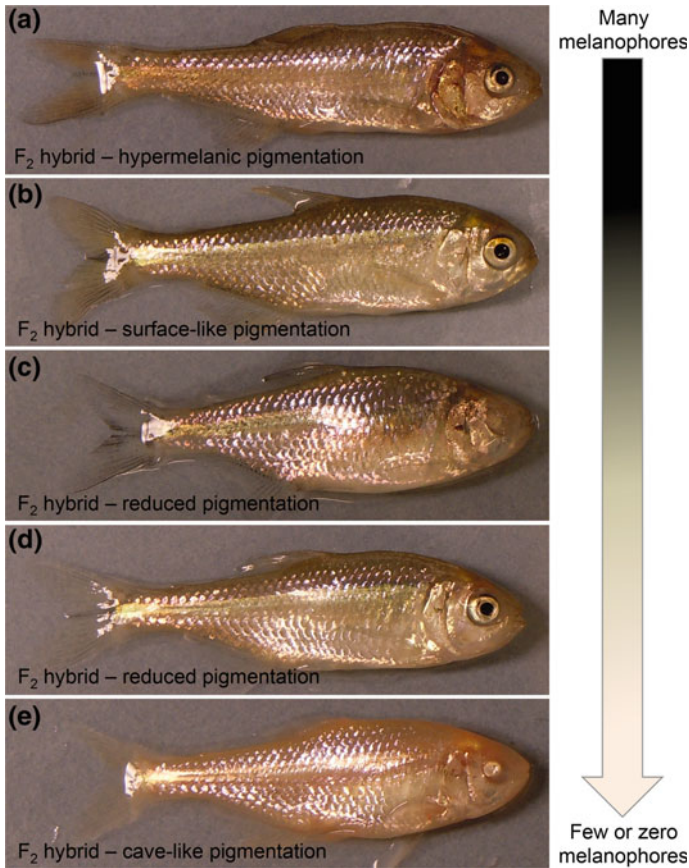 (a)
F₂ hybrid – hypermelanic pigmentation
(b)
F₂ hybrid – surface-like pigmentation
(c)
F₂ hybrid – reduced pigmentation
(d)
F₂ hybrid – reduced pigmentation
(e)
F₂ hybrid – cave-like pigmentation
Many
melanophores
Few or zero
melanophores